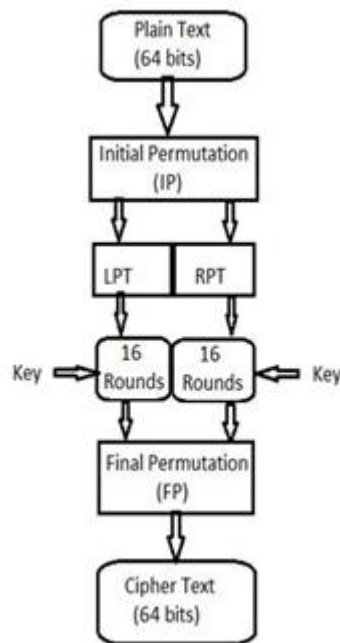 Plain Text
(64 bits)
Initial Permutation
(IP)
LPT RPT
16 16
Rounds Rounds
Key Key
Final Permutation
(FP)
Cipher Text
(64 bits)